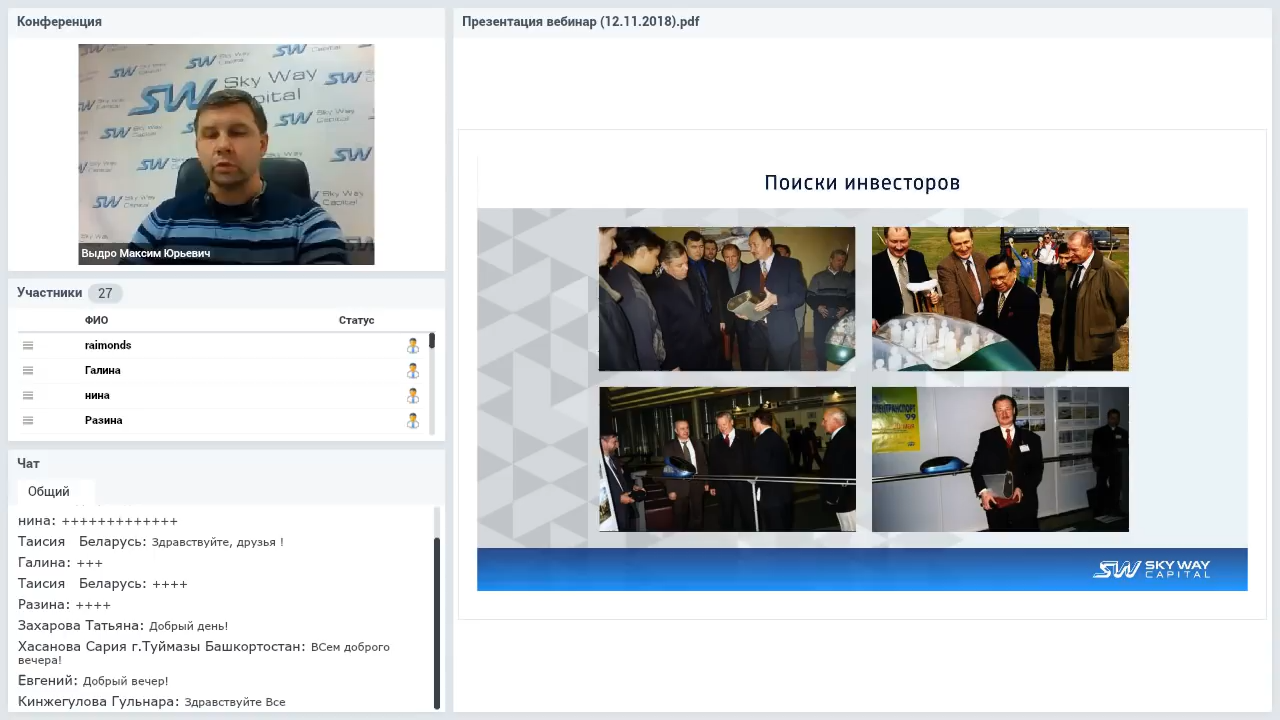 Конференция
Sky Way
Capital
Выдро Максим Юрьевич
Участники 27
ФИО Статус
raimonds
Галина
нина
Разина
Чат
Общий
нина: +++++++++++++
Таисия Беларусь: Здравствуйте, друзья !
Галина: +++
Таисия Беларусь: ++++
Разина: ++++
Захарова Татьяна: Добрый день!
Хасанова Сария г.Туймазы Башкортостан: ВСем доброго
вечера!
Евгений: Добрый вечер!
Кинжегулова Гульнара: Здравствуйте Все
Презентация вебинар (12.11.2018).pdf
Поиски инвесторов
SKY WAY
CAPITAL